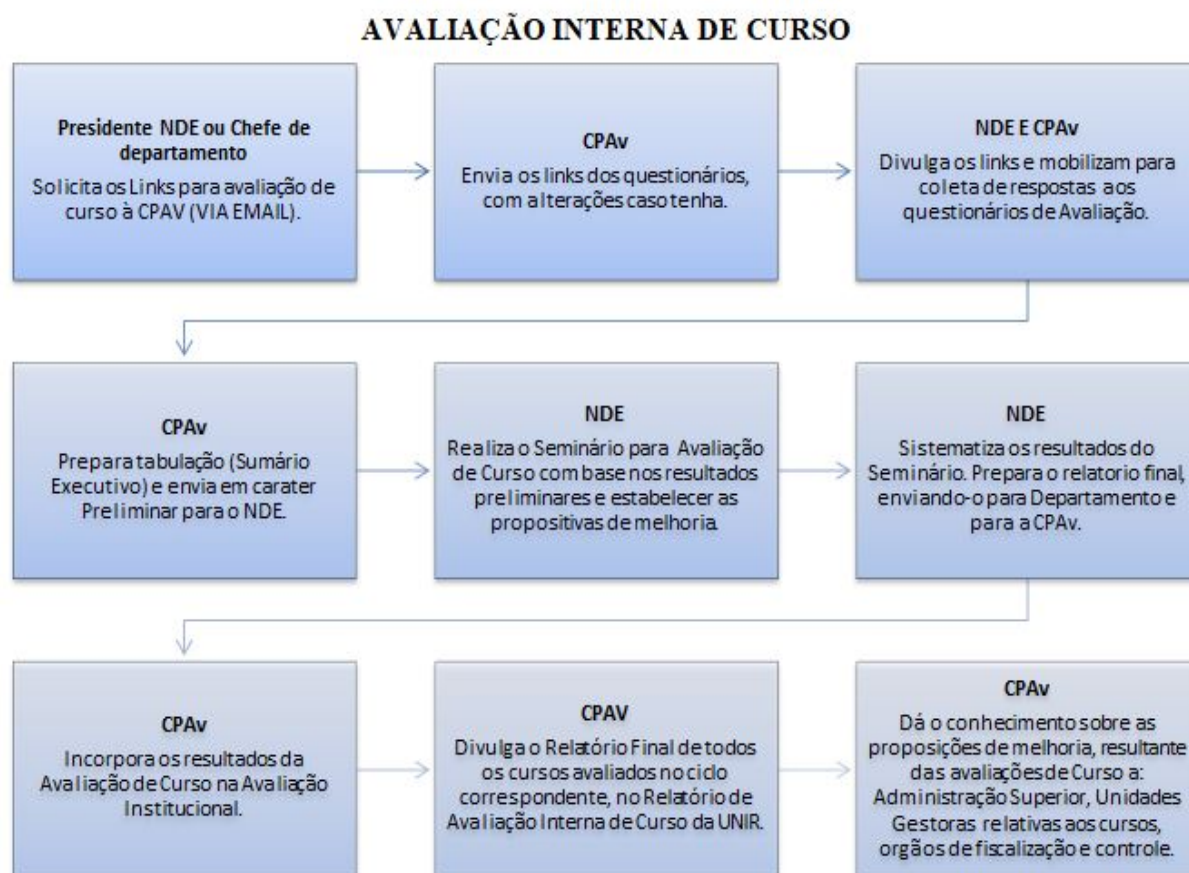 AVALIAÇÃO INTERNA DE CURSO
Presidente NDE ou Chefe de
departamento
Solicita os Links para avaliação de
curso à CPAV (VIA EMAIL).
CPAv
Envia os links dos questionários,
com alterações caso tenha.
NDE E CPAv
Divulga os links e mobilizam para
coleta de respostas aos
questionários de Avaliação.
CPAv
Prepara tabulação (Sumário
Executivo) e envia em carater
Preliminar para o NDE.
NDE
Realiza o Seminário para Avaliação
de Curso com base nos resultados
preliminares e estabelecer as
propositivas de melhoria.
NDE
Sistematiza os resultados do
Seminário. Prepara o relatorio final,
enviando-o para Departamento e
para a CPAv.
CPAv
Incorpora os resultados da
Avaliação de Curso na Avaliação
Institucional.
CPAV
Divulga o Relatório Final de todos
os cursos avaliados no ciclo
correspondente, no Relatório de
Avaliação Interna de Curso da UNIR.
CPAv
Dá o conhecimento sobre as
proposições de melhoria, resultante
das avaliações de Curso a:
Administração Superior, Unidades
Gestoras relativas aos cursos,
orgãos de fiscalização e controle.